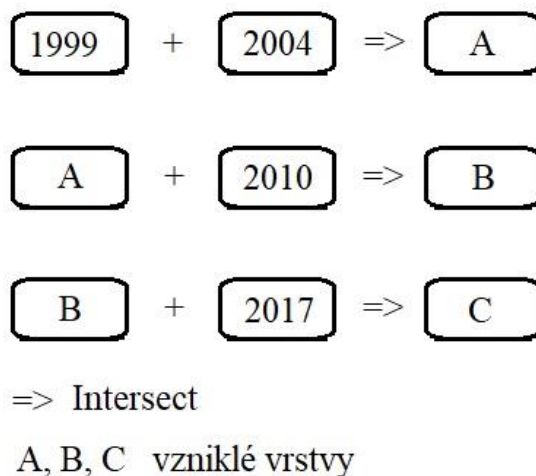 1999 + 2004 => A
A + 2010 => B
B + 2017 => C
=> Intersect
A, B, C vzniklé vrstvy